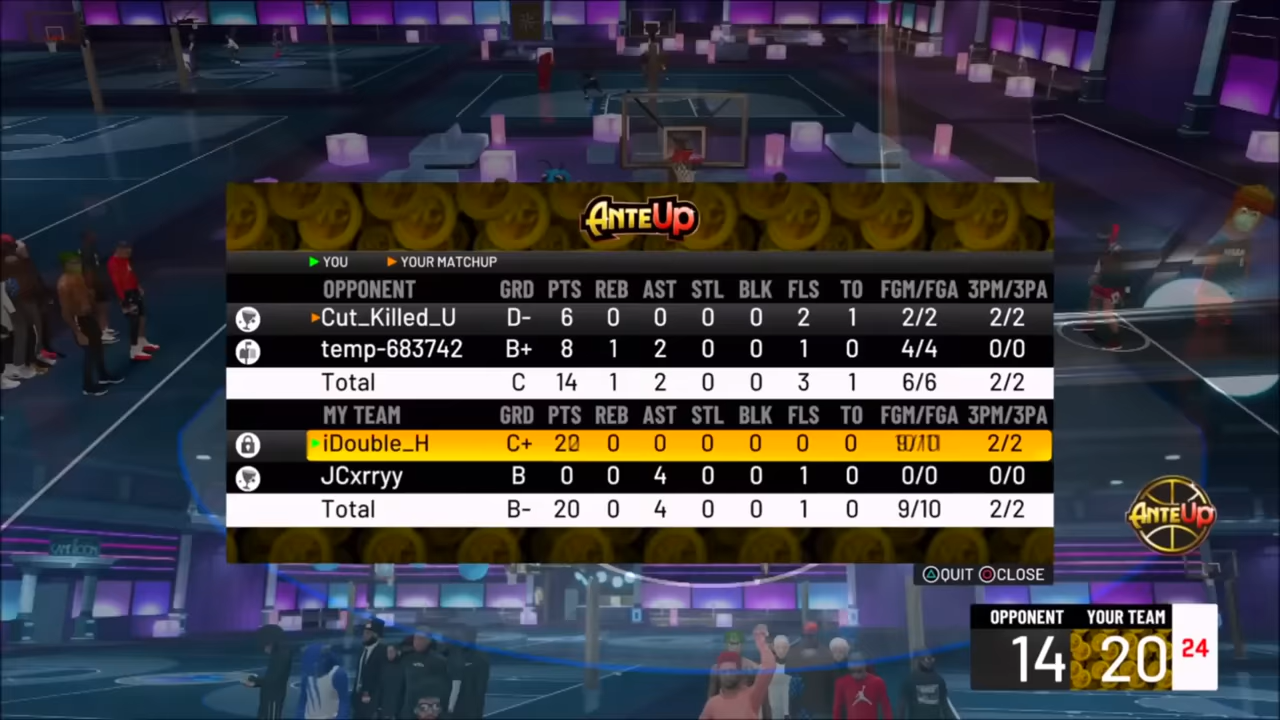 ANTEUP
YOU YOUR MATCHUP
OPPONENT GRD PTS REB AST STL BLK FLS TO FGM/FGA 3PM/3PA
Cut_Killed_U D- 6 0 0 0 0 2 1 2/2 2/2
temp-683742 B+ 8 1 2 0 0 1 0 4/4 0/0
Total C 14 1 2 0 0 3 1 6/6 2/2
MY TEAM GRD PTS REB AST STL BLK FLS TO FGM/FGA 3PM/3PA
iDouble_H C+ 20 0 0 0 0 0 0 9/10 2/2
JCxrryy B 0 0 4 0 0 1 0 0/0 0/0
Total B- 20 0 4 0 0 1 0 9/10 2/2
ANTEUP
QUIT CLOSE
OPPONENT YOUR TEAM
14 20 24